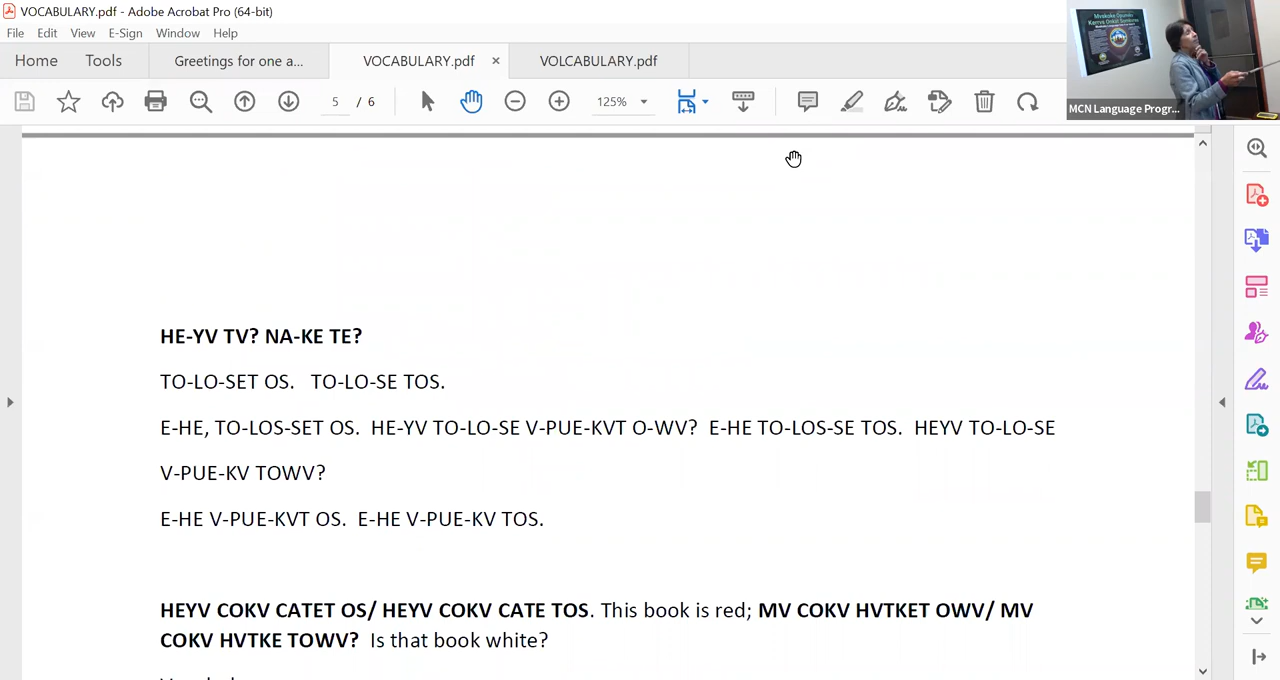 VOCABULARY.pdf - Adobe Acrobat Pro (64-bit)
File Edit View E-Sign Window Help
Home Tools Greetings for one a... VOCABULARY.pdf × VOLCABULARY.pdf
5 / 6 125%
Mvskoke
MCN Language Progr...
HE-YV TV? NA-KE TE?
TO-LO-SET OS. TO-LO-SE TOS.
E-HE, TO-LOS-SET OS. HE-YV TO-LO-SE V-PUE-KVT O-WV? E-HE TO-LOS-SE TOS. HEYV TO-LO-SE
V-PUE-KV TOWV?
E-HE V-PUE-KVT OS. E-HE V-PUE-KV TOS.
HEYV COKV CATET OS/ HEYV COKV CATE TOS. This book is red; MV COKV HVTKET OWV/ MV
COKV HVTKE TOWV? Is that book white?